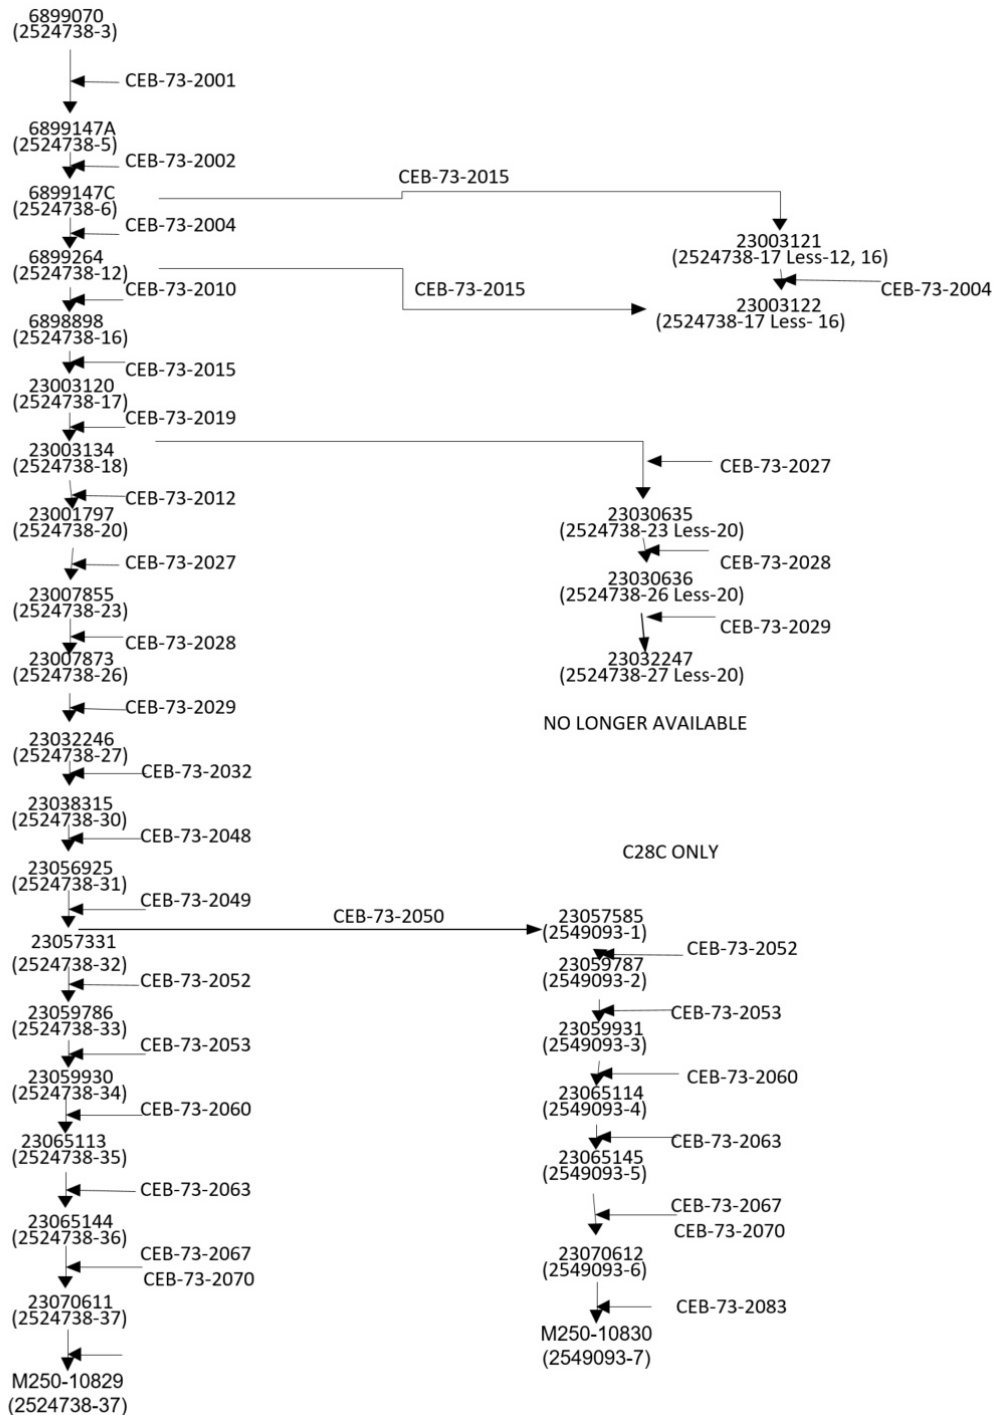 6899070
(2524738-3)
CEB-73-2001
6899147A
(2524738-5)
CEB-73-2002
6899147C
(2524738-6)
CEB-73-2015
CEB-73-2004
23003121
(2524738-17 Less-12, 16)
6899264
(2524738-12)
CEB-73-2015
CEB-73-2004
CEB-73-2010
23003122
(2524738-17 Less- 16)
6898898
(2524738-16)
CEB-73-2015
23003120
(2524738-17)
CEB-73-2019
23003134
(2524738-18)
CEB-73-2027
CEB-73-2012
23001797
(2524738-20)
23030635
(2524738-23 Less-20)
CEB-73-2027
CEB-73-2028
23007855
(2524738-23)
23030636
(2524738-26 Less-20)
CEB-73-2028
CEB-73-2029
23007873
(2524738-26)
23032247
(2524738-27 Less-20)
CEB-73-2029
NO LONGER AVAILABLE
23032246
(2524738-27)
CEB-73-2032
23038315
(2524738-30)
CEB-73-2048
C28C ONLY
23056925
(2524738-31)
CEB-73-2049
CEB-73-2050
23057585
(2549093-1)
23057331
(2524738-32)
CEB-73-2052
23059787
(2549093-2)
CEB-73-2052
23059786
(2524738-33)
CEB-73-2053
23059931
(2549093-3)
CEB-73-2053
23059930
(2524738-34)
CEB-73-2060
23065114
(2549093-4)
CEB-73-2060
23065113
(2524738-35)
CEB-73-2063
23065145
(2549093-5)
CEB-73-2063
CEB-73-2067
CEB-73-2070
23065144
(2524738-36)
CEB-73-2067
CEB-73-2070
23070612
(2549093-6)
23070611
(2524738-37)
CEB-73-2083
M250-10830
(2549093-7)
M250-10829
(2524738-37)